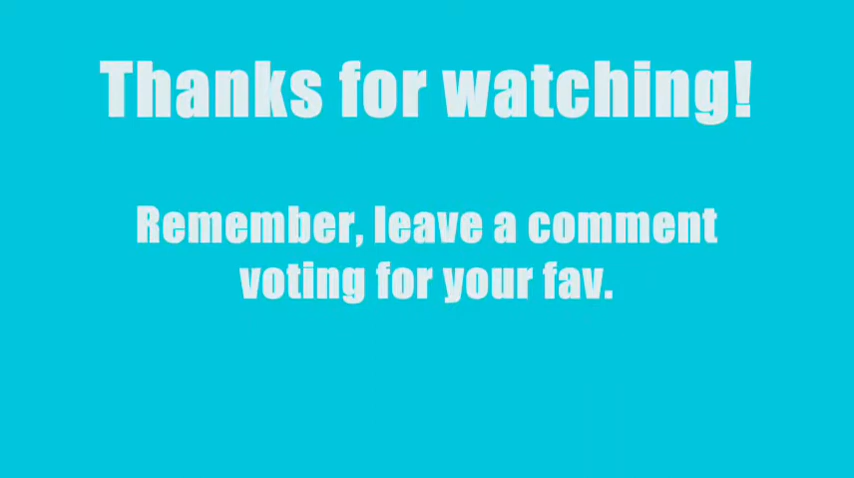 Thanks for watching!
Remember, leave a comment
voting for your fav.